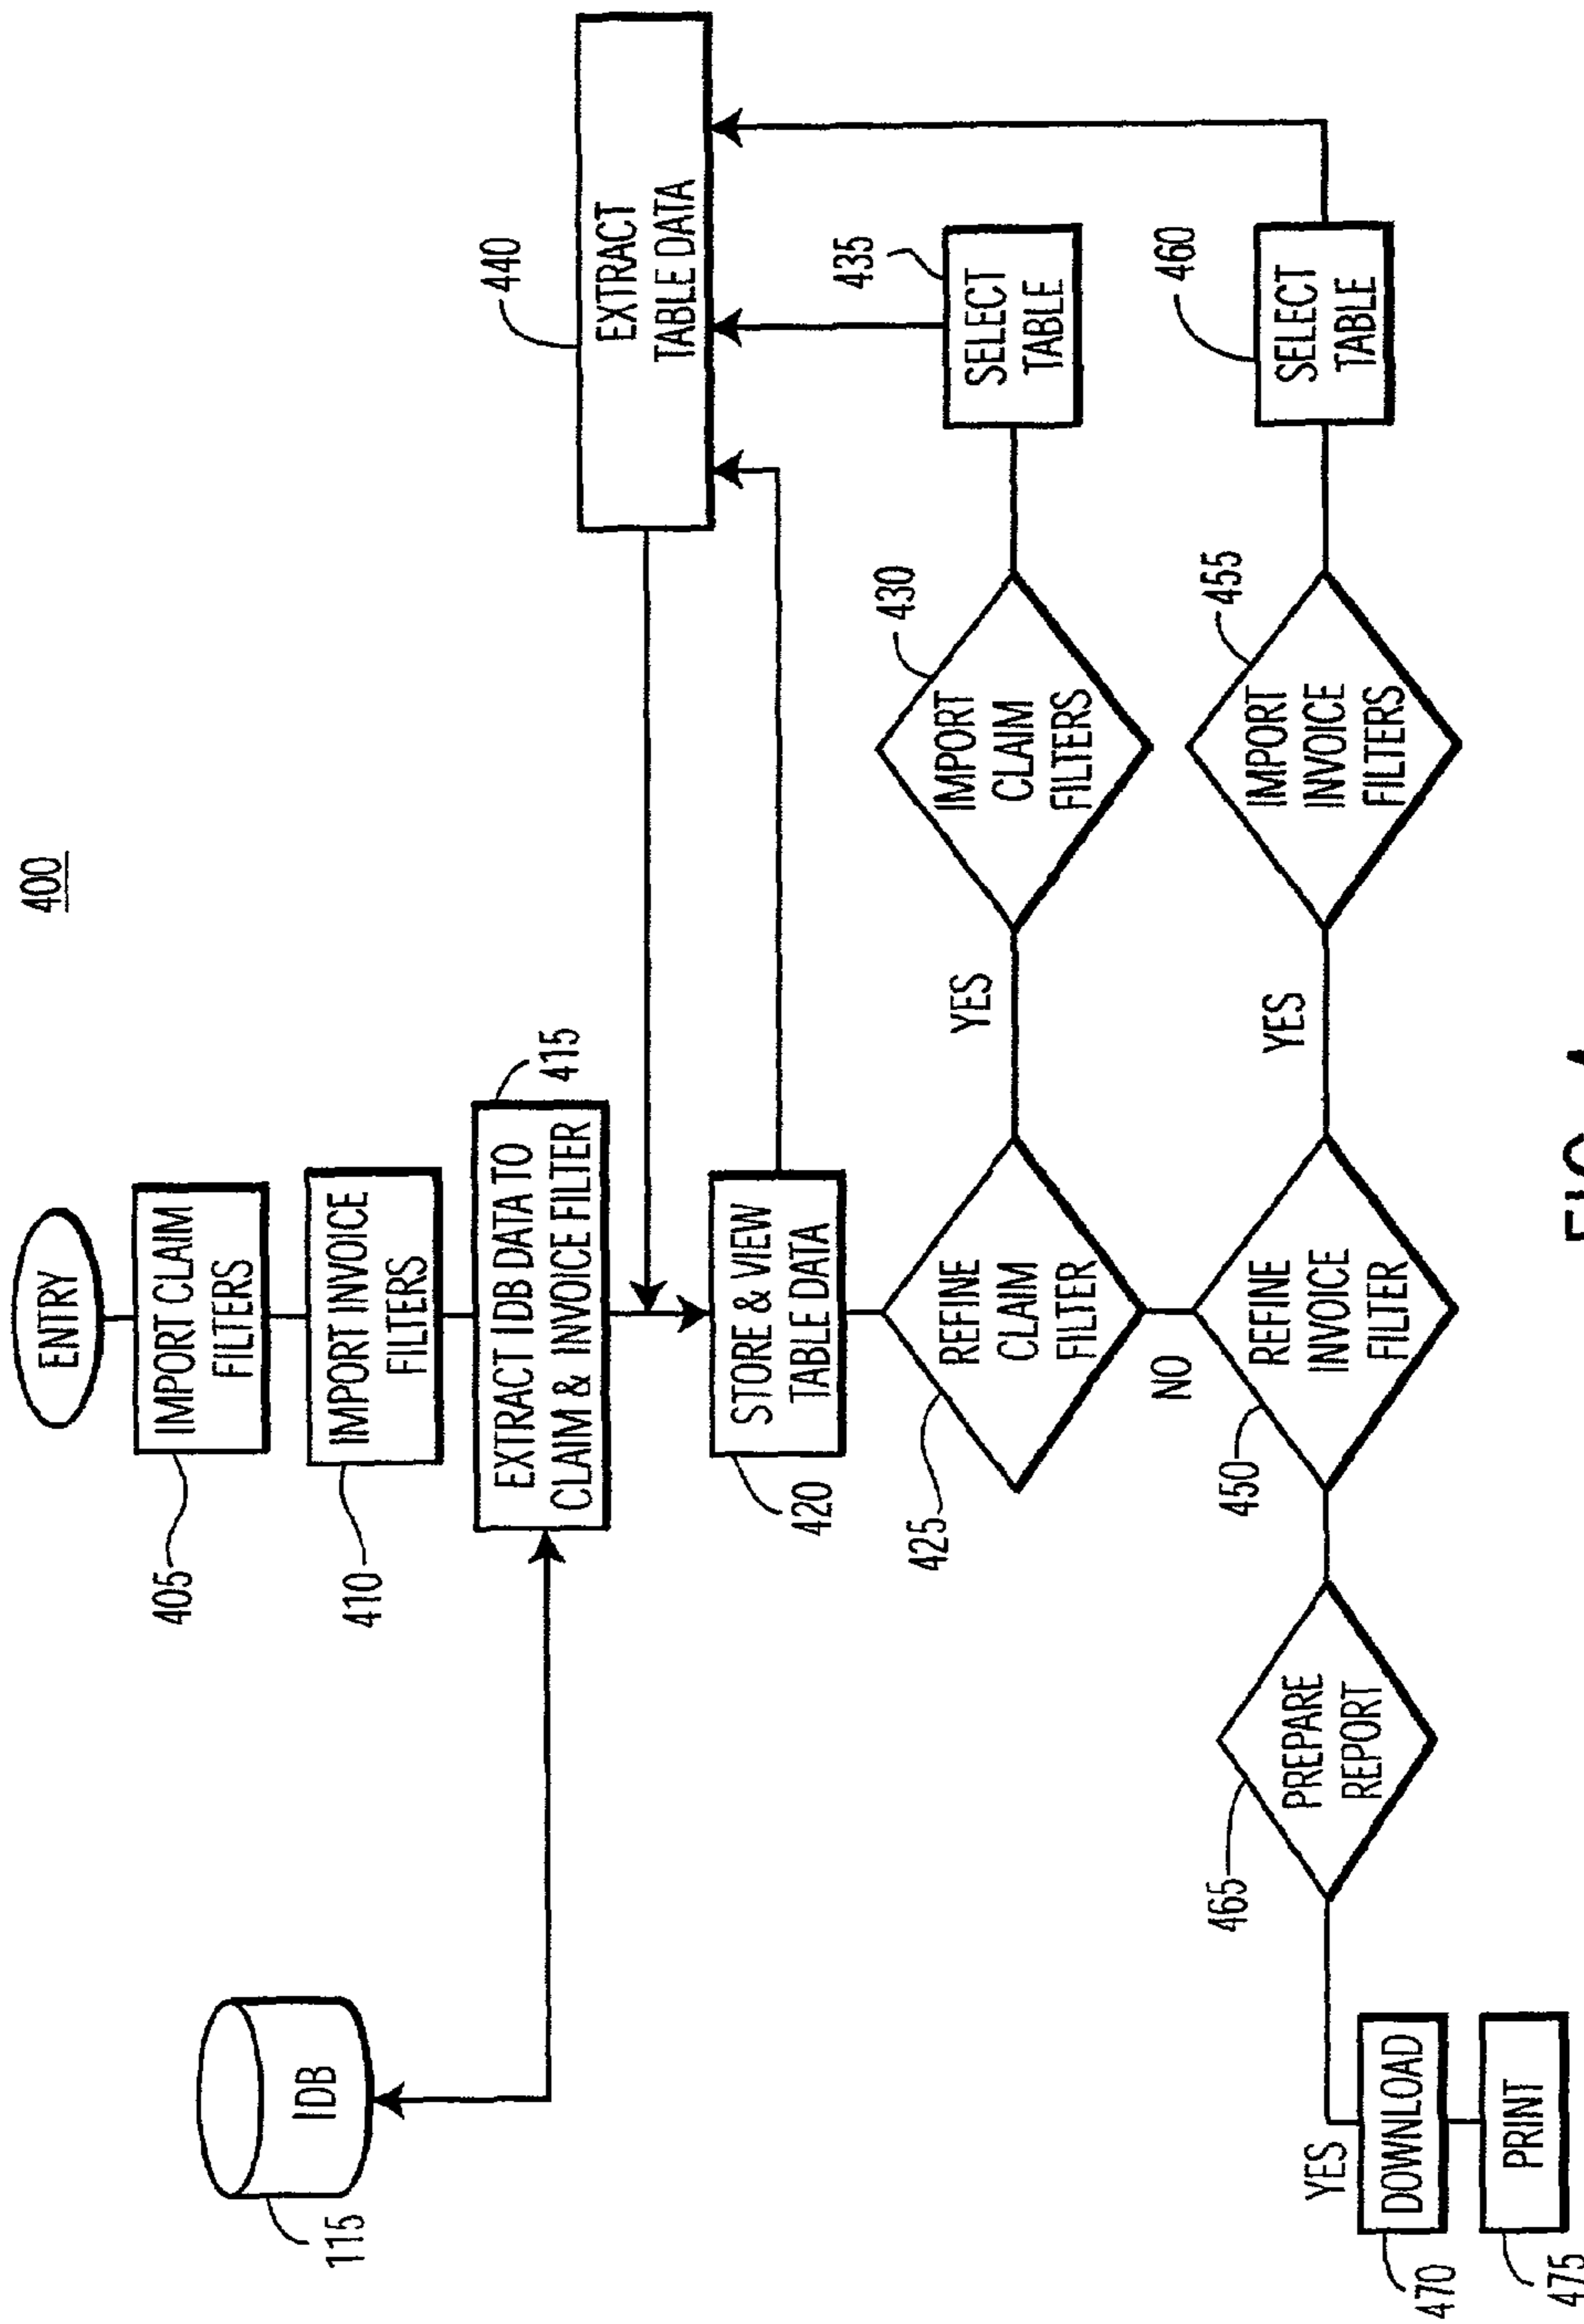 400
ENTRY
405
IMPORT CLAIM
FILTERS
410
IMPORT INVOICE
FILTERS
IDB
115
EXTRACT IDB DATA TO
CLAIM & INVOICE FILTER
415
440
EXTRACT
TABLE DATA
420
STORE & VIEW
TABLE DATA
425
REFINE
CLAIM
FILTER
YES
430
IMPORT
CLAIM
FILTERS
435
SELECT
TABLE
NO
450
REFINE
INVOICE
FILTER
YES
455
IMPORT
INVOICE
FILTERS
460
SELECT
TABLE
465
PREPARE
REPORT
YES
470
DOWNLOAD
475
PRINT